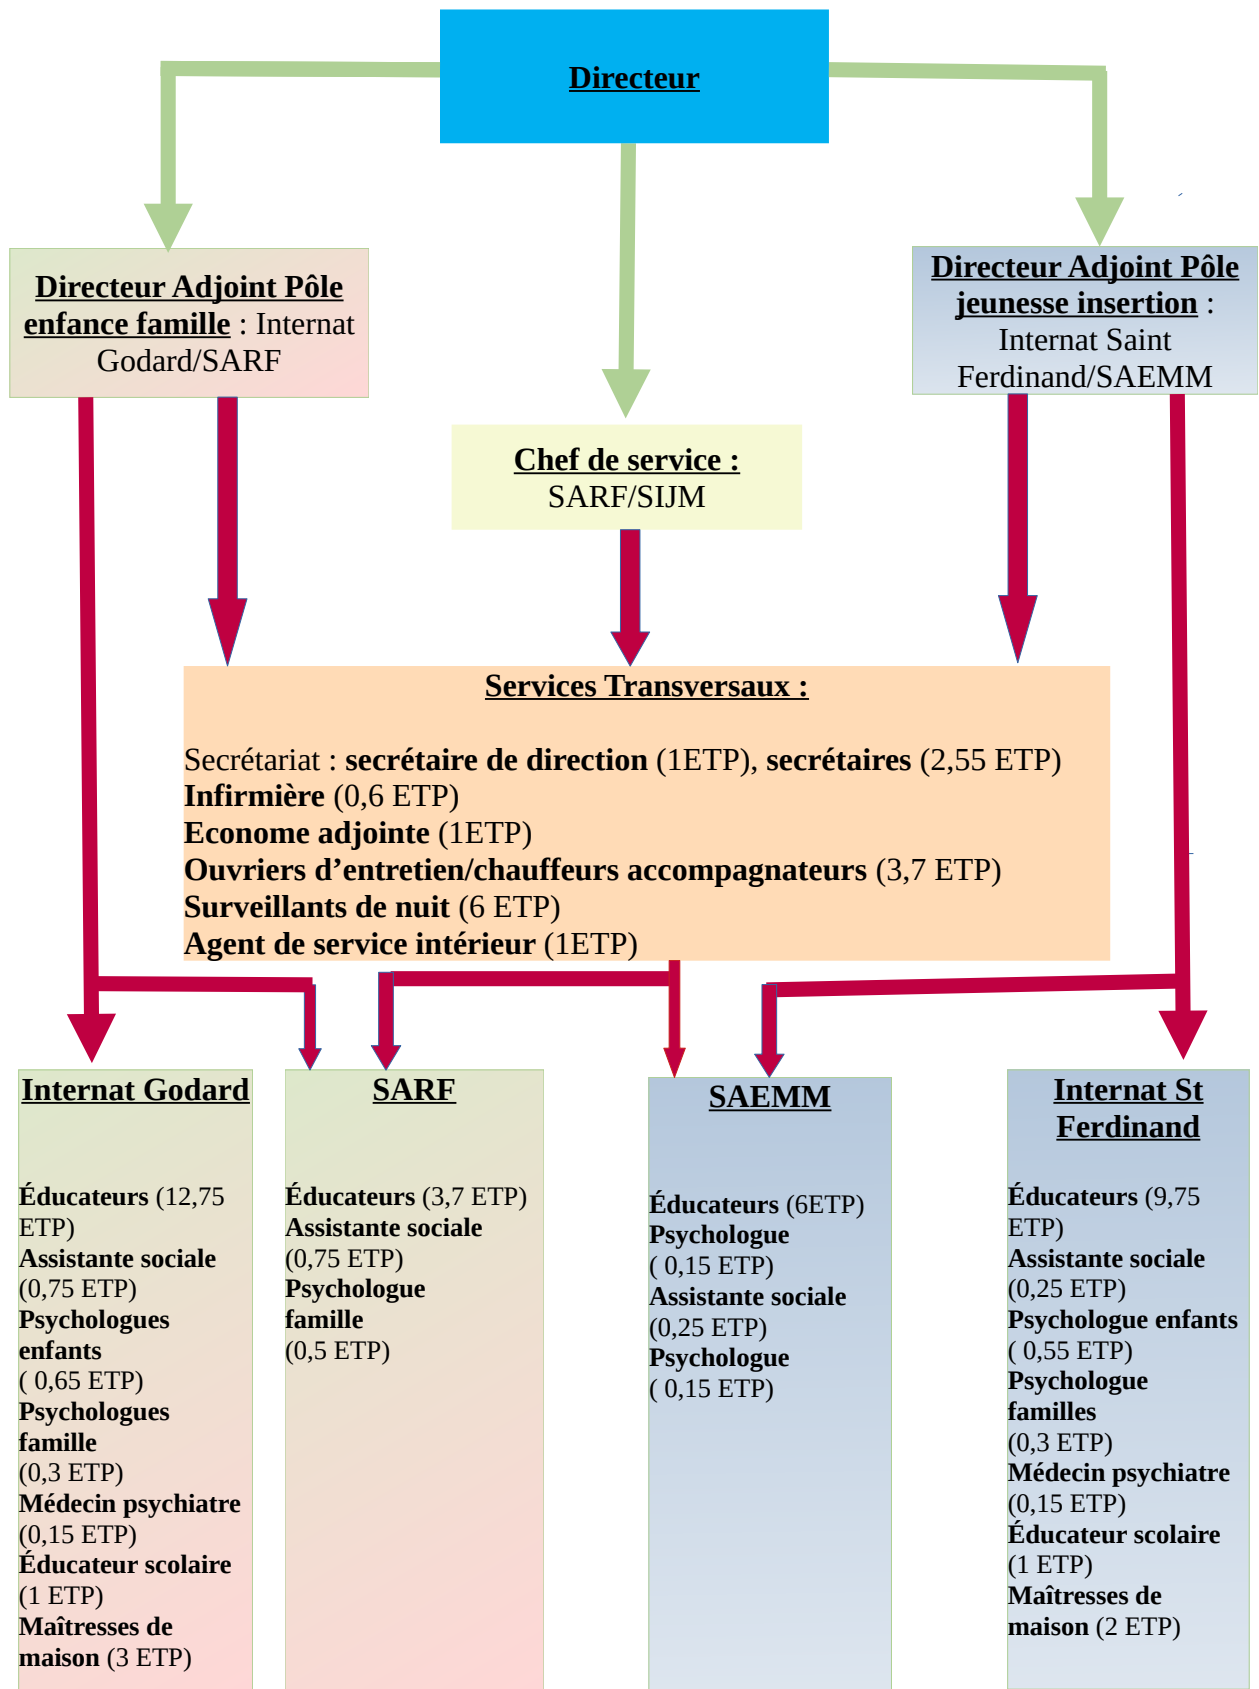 Directeur
Directeur Adjoint Pôle
enfance famille : Internat
Godard/SARF
Directeur Adjoint Pôle
jeunesse insertion :
Internat Saint
Ferdinand/SAEMM
Chef de service :
SARF/SIJM
Services Transversaux :
Secrétariat : secrétaire de direction (1ETP), secrétaires (2,55 ETP)
Infirmière (0,6 ETP)
Econome adjointe (1ETP)
Ouvriers d’entretien/chauffeurs accompagnateurs (3,7 ETP)
Surveillants de nuit (6 ETP)
Agent de service intérieur (1ETP)
Internat Godard
Éducateurs (12,75
ETP)
Assistante sociale
(0,75 ETP)
Psychologues
enfants
( 0,65 ETP)
Psychologues
famille
(0,3 ETP)
Médecin psychiatre
(0,15 ETP)
Éducateur scolaire
(1 ETP)
Maîtresses de
maison (3 ETP)
SARF
Éducateurs (3,7 ETP)
Assistante sociale
(0,75 ETP)
Psychologue
famille
(0,5 ETP)
SAEMM
Éducateurs (6ETP)
Psychologue
( 0,15 ETP)
Assistante sociale
(0,25 ETP)
Psychologue
( 0,15 ETP)
Internat St
Ferdinand
Éducateurs (9,75
ETP)
Assistante sociale
(0,25 ETP)
Psychologue enfants
( 0,55 ETP)
Psychologue
familles
(0,3 ETP)
Médecin psychiatre
(0,15 ETP)
Éducateur scolaire
(1 ETP)
Maîtresses de
maison (2 ETP)